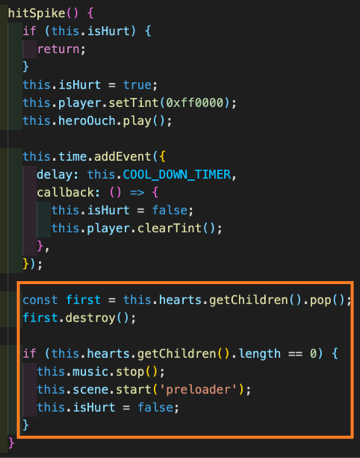 hitSpike() {
if (this.isHurt) {
return;
}
this.isHurt = true;
this.player.setTint(0xff0000);
this.heroOuch.play();
this.time.addEvent({
delay: this.COOL_DOWN_TIMER,
callback: () => {
this.isHurt = false;
this.player.clearTint();
},
});
const first = this.hearts.getChildren().pop();
first.destroy();
if (this.hearts.getChildren().length == 0) {
this.music.stop();
this.scene.start('preloader');
this.isHurt = false;
}
}